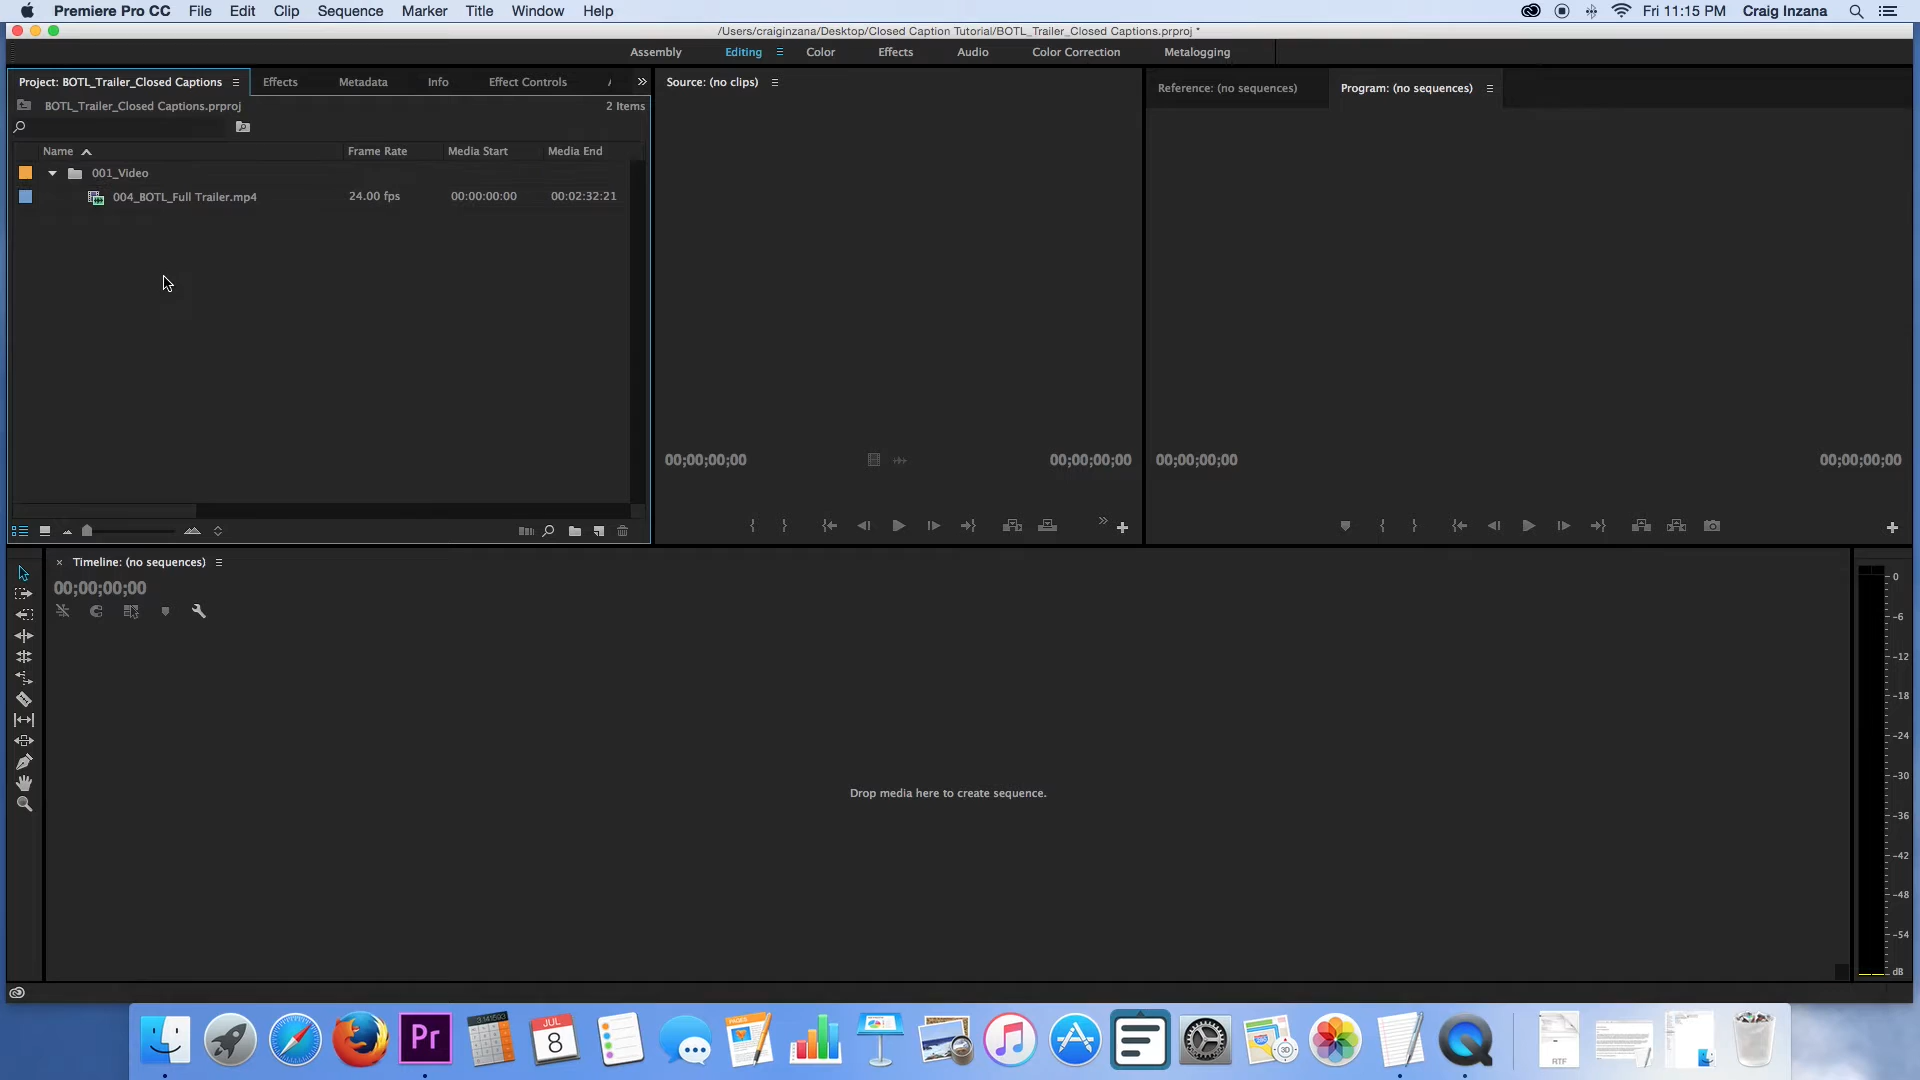 Premiere Pro CC File Edit Clip Sequence Marker Title Window Help Fri 11:15 PM Craig Inzana
/Users/craiginzana/Desktop/Closed Caption Tutorial/BOTL_Trailer_Closed Captions.prproj *
Assembly Editing Color Effects Audio Color Correction Metalogging
Project: BOTL_Trailer_Closed Captions Effects Metadata Info Effect Controls
Source: (no clips)
Reference: (no sequences) Program: (no sequences)
BOTL_Trailer_Closed Captions.prproj 2 Items
Name Frame Rate Media Start Media End
001_Video
004_BOTL_Full Trailer.mp4 24.00 fps 00:00:00:00 00:02:32:21
00;00;00;00 00;00;00;00 00;00;00;00 00;00;00;00
Timeline: (no sequences)
00;00;00;00
Drop media here to create sequence.
0
-6
-12
-18
-24
-30
-36
-42
-48
-54
dB
Pr
JUL
8
PAGES
3D
RTF